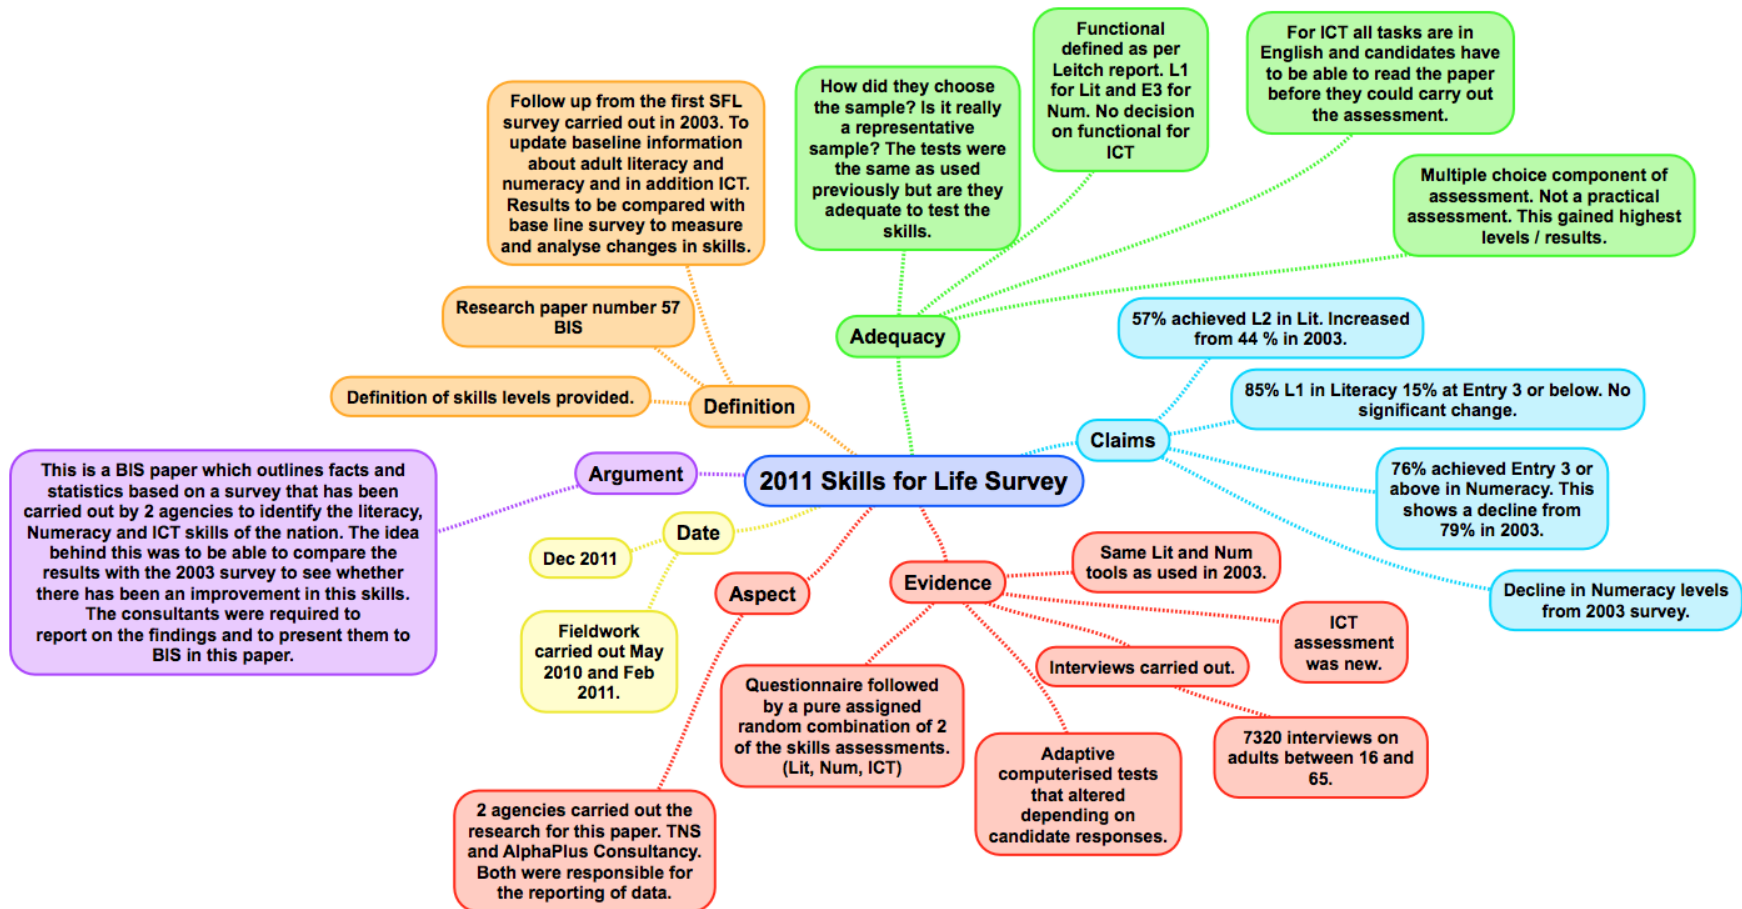 Functional
defined as per
Leitch report. L1
for Lit and E3 for
Num. No decision
on functional for
ICT
For ICT all tasks are in
English and candidates have
to be able to read the paper
before they could carry out
the assessment.
How did they choose
the sample? Is it really
a representative
sample? The tests were
the same as used
previously but are they
adequate to test the
skills.
Follow up from the first SFL
survey carried out in 2003. To
update baseline information
about adult literacy and
numeracy and in addition ICT.
Results to be compared with
base line survey to measure
and analyse changes in skills.
Multiple choice component of
assessment. Not a practical
assessment. This gained highest
levels / results.
Research paper number 57
BIS
Adequacy
57% achieved L2 in Lit. Increased
from 44 % in 2003.
Definition of skills levels provided.
Definition
85% L1 in Literacy 15% at Entry 3 or below. No
significant change.
Claims
Argument
2011 Skills for Life Survey
76% achieved Entry 3 or
above in Numeracy. This
shows a decline from
79% in 2003.
This is a BIS paper which outlines facts and
statistics based on a survey that has been
carried out by 2 agencies to identify the literacy,
Numeracy and ICT skills of the nation. The idea
behind this was to be able to compare the
results with the 2003 survey to see whether
there has been an improvement in this skills.
The consultants were required to
report on the findings and to present them to
BIS in this paper.
Date
Dec 2011
Aspect
Evidence
Same Lit and Num
tools as used in 2003.
Decline in Numeracy levels
from 2003 survey.
Fieldwork
carried out May
2010 and Feb
2011.
ICT
assessment
was new.
Interviews carried out.
Questionnaire followed
by a pure assigned
random combination of 2
of the skills assessments.
(Lit, Num, ICT)
7320 interviews on
adults between 16 and
65.
Adaptive
computerised tests
that altered
depending on
candidate responses.
2 agencies carried out the
research for this paper. TNS
and AlphaPlus Consultancy.
Both were responsible for
the reporting of data.